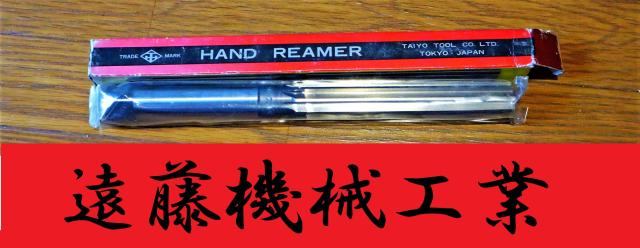 TRADE MARK HAND REAMER TAIYO TOOL CO. LTD.
TOKYO JAPAN
遠藤機械工業